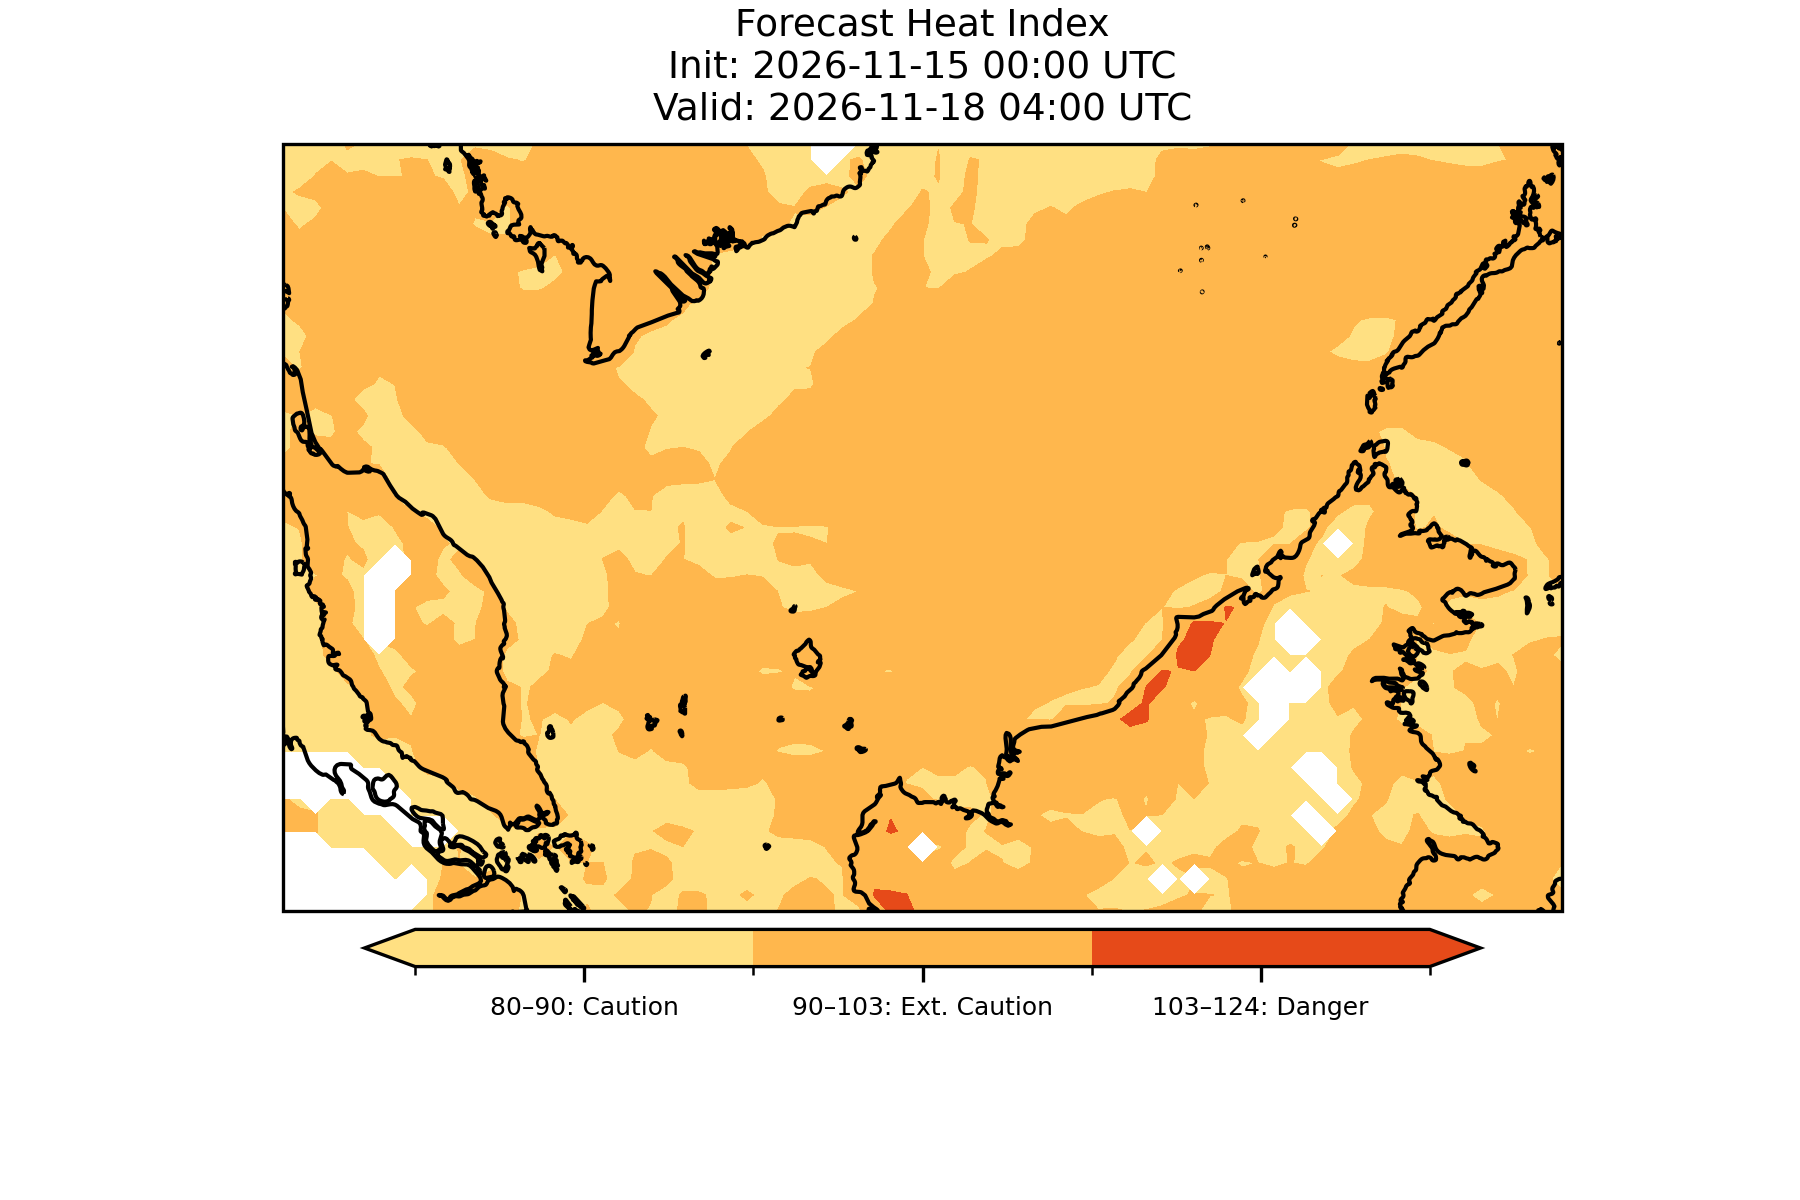 Forecast Heat Index
Init: 2026-11-15 00:00 UTC
Valid: 2026-11-18 04:00 UTC
80–90: Caution
90–103: Ext. Caution
103–124: Danger